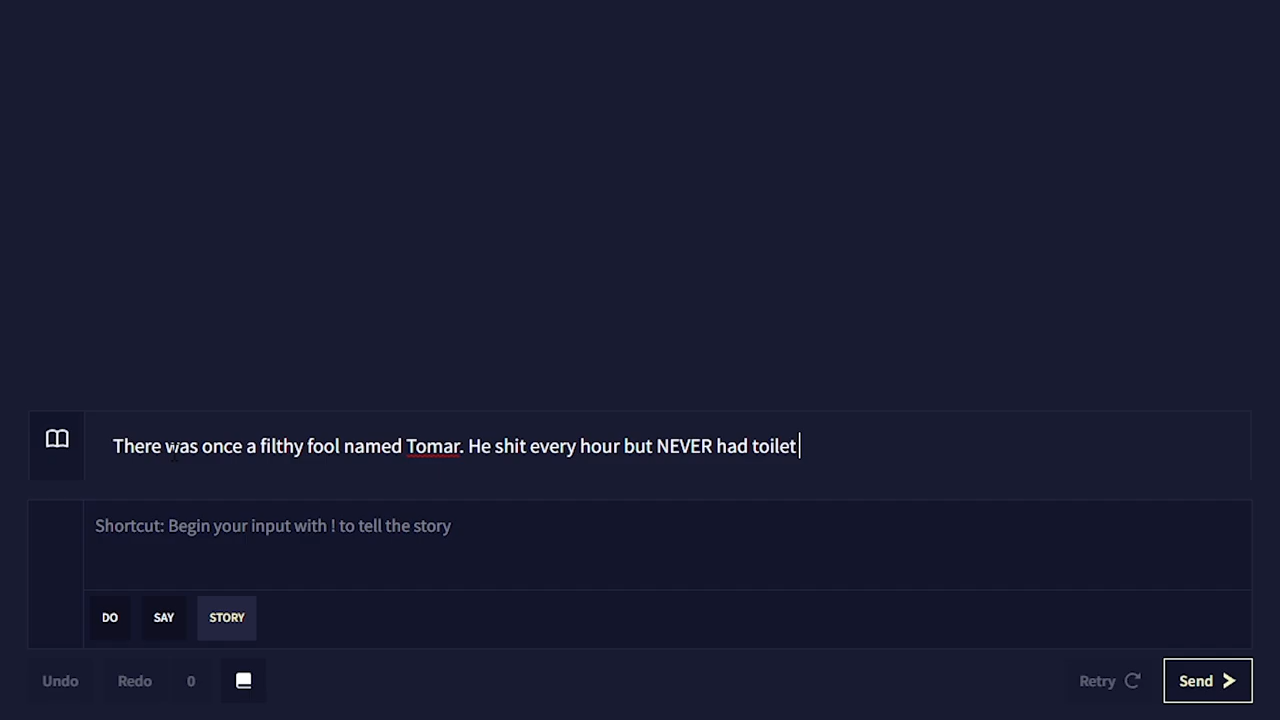 There was once a filthy fool named Tomar. He shit every hour but NEVER had toilet
Shortcut: Begin your input with ! to tell the story
DO SAY STORY
Undo Redo 0 Retry Send